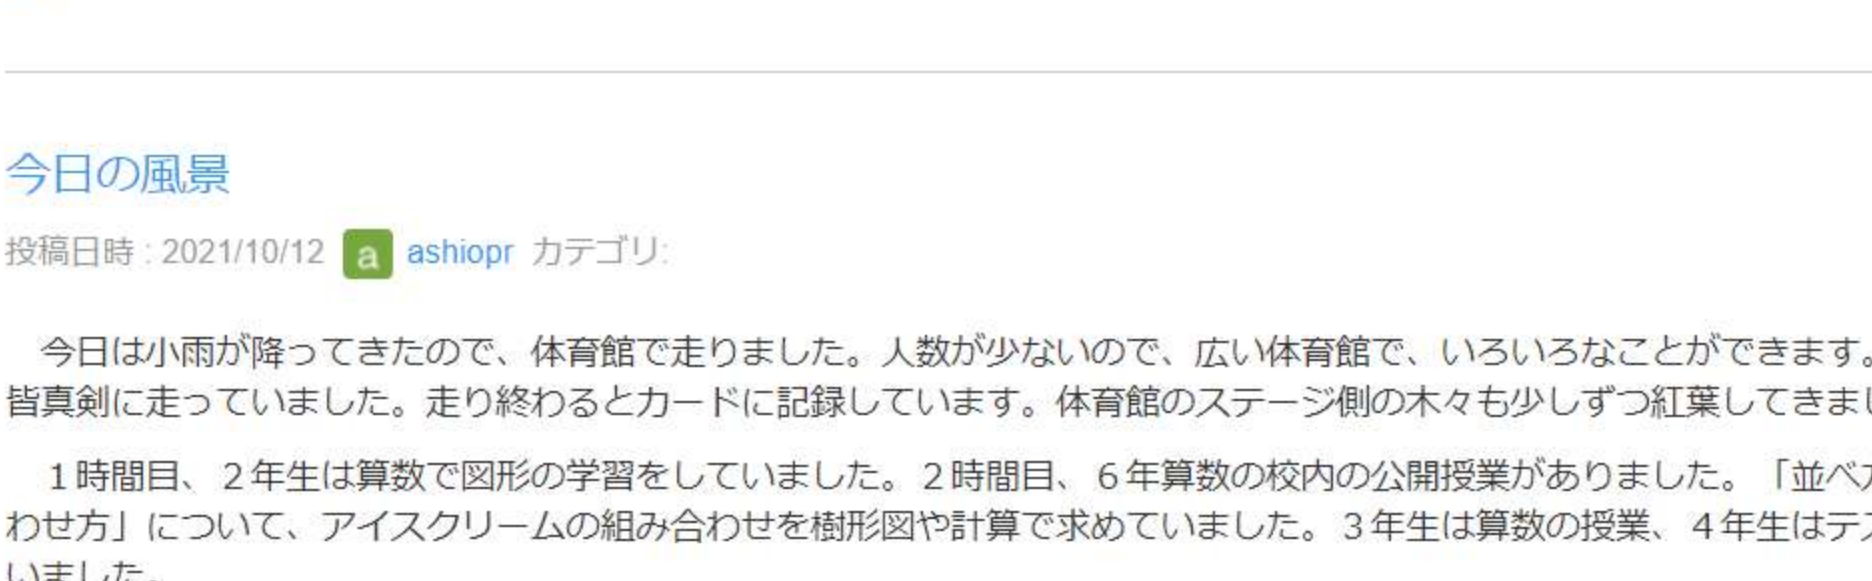 今日の風景
投稿日時 : 2021/10/12 a ashiopr カテゴリ:
今日は小雨が降ってきたので、体育館で走りました。人数が少ないので、広い体育館で、いろいろなことができます。
皆真剣に走っていました。走り終わるとカードに記録しています。体育館のステージ側の木々も少しずつ紅葉してきまし
１時間目、２年生は算数で図形の学習をしていました。２時間目、６年算数の校内の公開授業がありました。「並べ
わせ方」について、アイスクリームの組み合わせを樹形図や計算で求めていました。３年生は算数の授業、４年生はテ
いました。